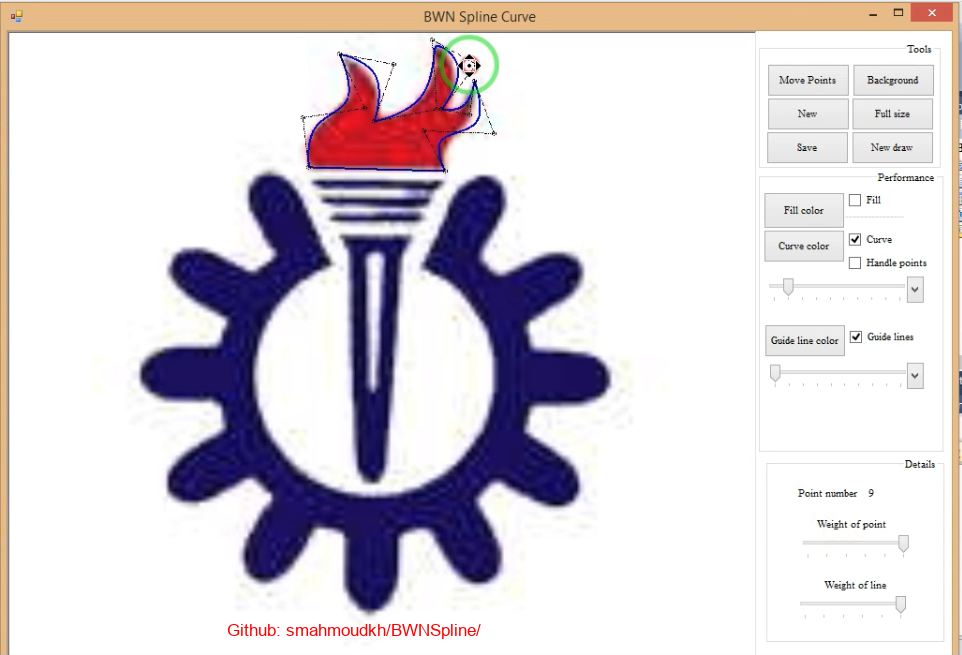 BWN Spline Curve
Tools
Move Points
Background
New
Full size
Save
New draw
Performance
Fill color
Fill
Curve color
Curve
Handle points
Guide line color
Guide lines
Details
Point number 9
Weight of point
Weight of line
Github: smahmoudkh/BWNSpline/